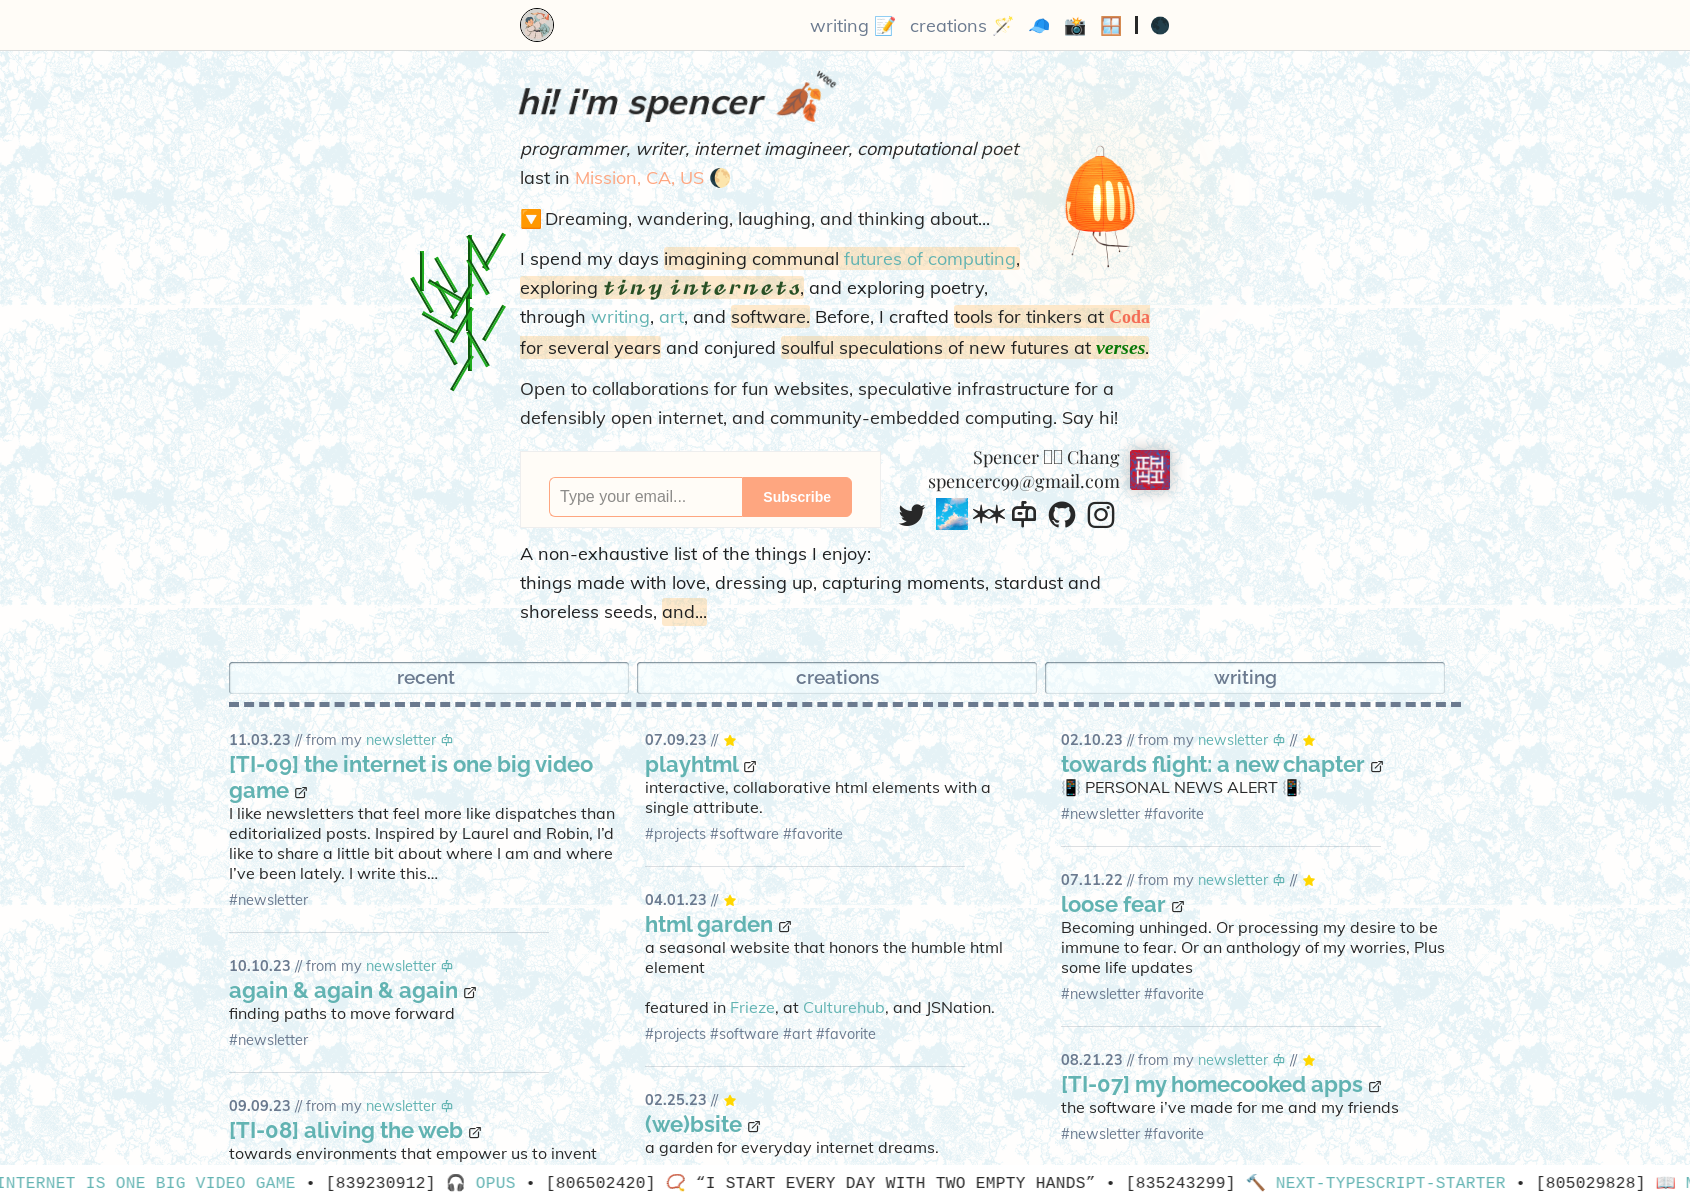 writing 📝 creations 🪄 🧢 📸 🪟 | 🌑
hi! i'm spencer 🍂 weee
programmer, writer, internet imagineer, computational poet
last in Mission, CA, US 🌔
🔽 Dreaming, wandering, laughing, and thinking about...
I spend my days imagining communal futures of computing,
exploring tiny internets, and exploring poetry,
through writing, art, and software. Before, I crafted tools for tinkers at Coda
for several years and conjured soulful speculations of new futures at verses.
Open to collaborations for fun websites, speculative infrastructure for a
defensibly open internet, and community-embedded computing. Say hi!
Type your email...
Subscribe
Spencer Chang
spencerc99@gmail.com
A non-exhaustive list of the things I enjoy:
things made with love, dressing up, capturing moments, stardust and
shoreless seeds, and...
recent
creations
writing
11.03.23 // from my newsletter
[TI-09] the internet is one big video
game
I like newsletters that feel more like dispatches than
editorialized posts. Inspired by Laurel and Robin, I’d
like to share a little bit about where I am and where
I’ve been lately. I write this…
#newsletter
10.10.23 // from my newsletter
again & again & again
finding paths to move forward
#newsletter
09.09.23 // from my newsletter
[TI-08] aliving the web
towards environments that empower us to invent
07.09.23 // ⭐
playhtml
interactive, collaborative html elements with a
single attribute.
#projects #software #favorite
04.01.23 // ⭐
html garden
a seasonal website that honors the humble html
element
featured in Frieze, at Culturehub, and JSNation.
#projects #software #art #favorite
02.25.23 // ⭐
(we)bsite
a garden for everyday internet dreams.
02.10.23 // from my newsletter // ⭐
towards flight: a new chapter
📳 PERSONAL NEWS ALERT 📳
#newsletter #favorite
07.11.22 // from my newsletter // ⭐
loose fear
Becoming unhinged. Or processing my desire to be
immune to fear. Or an anthology of my worries, Plus
some life updates
#newsletter #favorite
08.21.23 // from my newsletter // ⭐
[TI-07] my homecooked apps
the software i’ve made for me and my friends
#newsletter #favorite
INTERNET IS ONE BIG VIDEO GAME • [839230912] 🎧 OPUS • [806502420] 📿 “I START EVERY DAY WITH TWO EMPTY HANDS” • [835243299] 🔨 NEXT-TYPESCRIPT-STARTER • [805029828] 📖